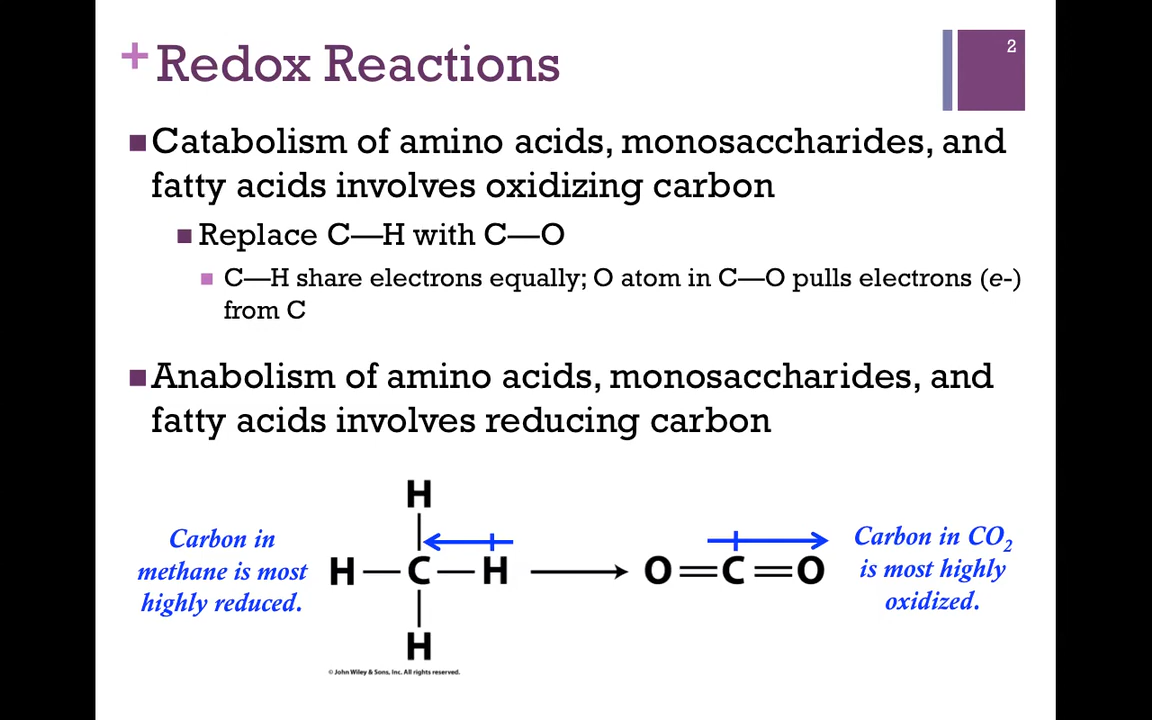 + Redox Reactions
2
Catabolism of amino acids, monosaccharides, and
fatty acids involves oxidizing carbon
Replace C—H with C—O
C—H share electrons equally; O atom in C—O pulls electrons (e-)
from C
Anabolism of amino acids, monosaccharides, and
fatty acids involves reducing carbon
Carbon in
methane is most
highly reduced.
H
H—C—H
H
O=C=O
Carbon in CO₂
is most highly
oxidized.
© John Wiley & Sons, Inc. All rights reserved.